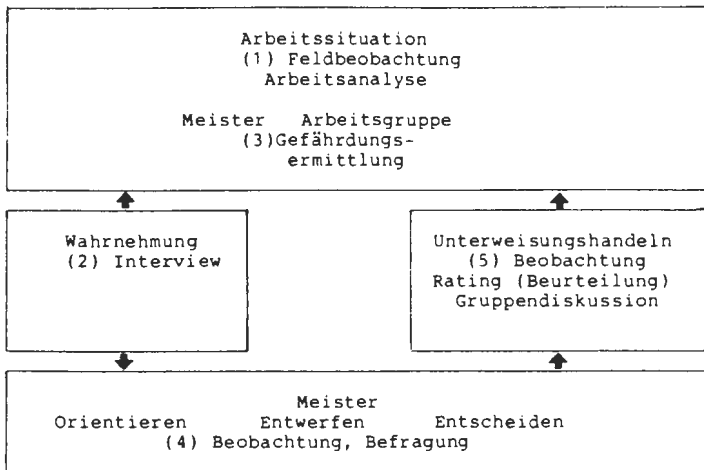 Arbeitssituation
(1) Feldbeobachtung
Arbeitsanalyse
Meister Arbeitsgruppe
(3)Gefährdungs-
ermittlung
Wahrnehmung
(2) Interview
Unterweisungshandeln
(5) Beobachtung
Rating (Beurteilung)
Gruppendiskussion
Meister
Orientieren Entwerfen Entscheiden
(4) Beobachtung, Befragung